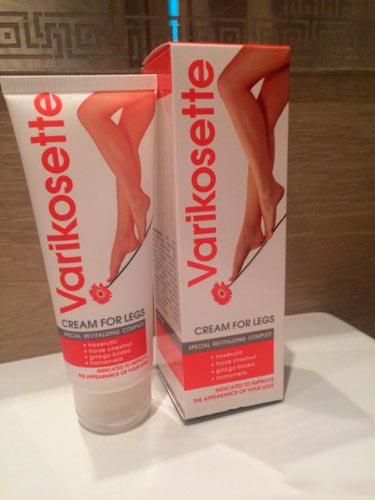 Varikosette
CREAM FOR LEGS
SPECIAL REVITALIZING COMPLEX
• troxerutin
• horse chestnut
• ginkgo biloba
• hamamelis
INDICATED TO IMPROVE
THE APPEARANCE OF YOUR LEGS
Varikosette
CREAM FOR LEGS
SPECIAL REVITALIZING COMPLEX
• troxerutin
• horse chestnut
• ginkgo biloba
• hamamelis
INDICATED TO IMPROVE
THE APPEARANCE OF YOUR LEGS